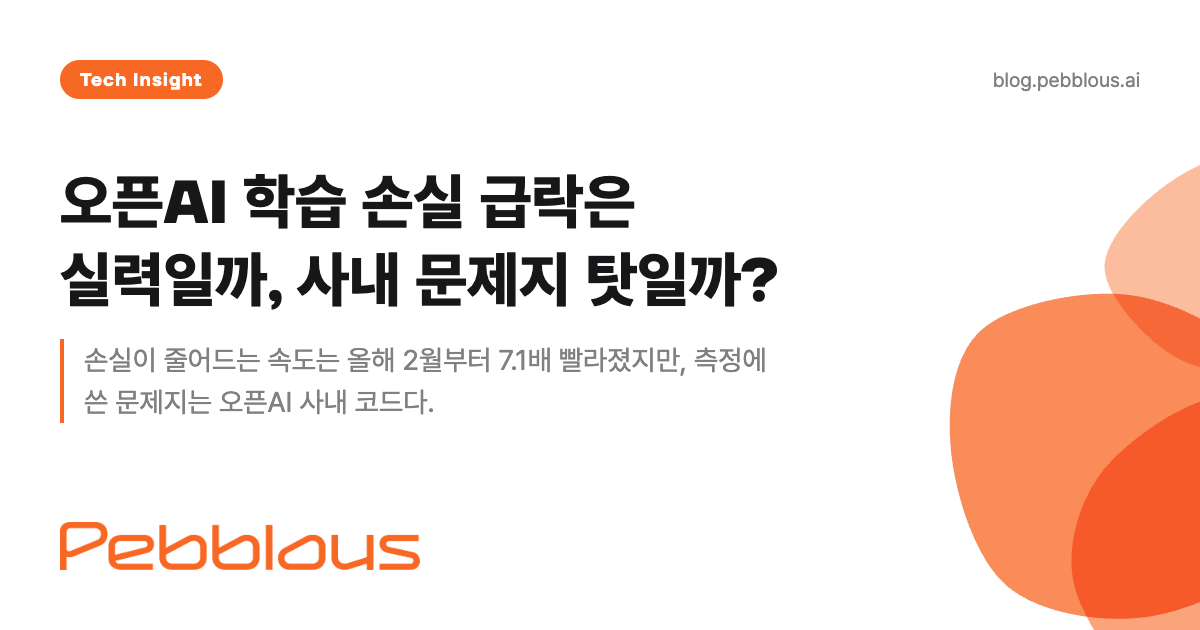 Tech Insight
blog.pebblous.ai
오픈AI 학습 손실 급락은
실력일까, 사내 문제지 탓일까?
손실이 줄어드는 속도는 올해 2월부터 7.1배 빨라졌지만, 측정에
쓴 문제지는 오픈AI 사내 코드다.
Pebblous